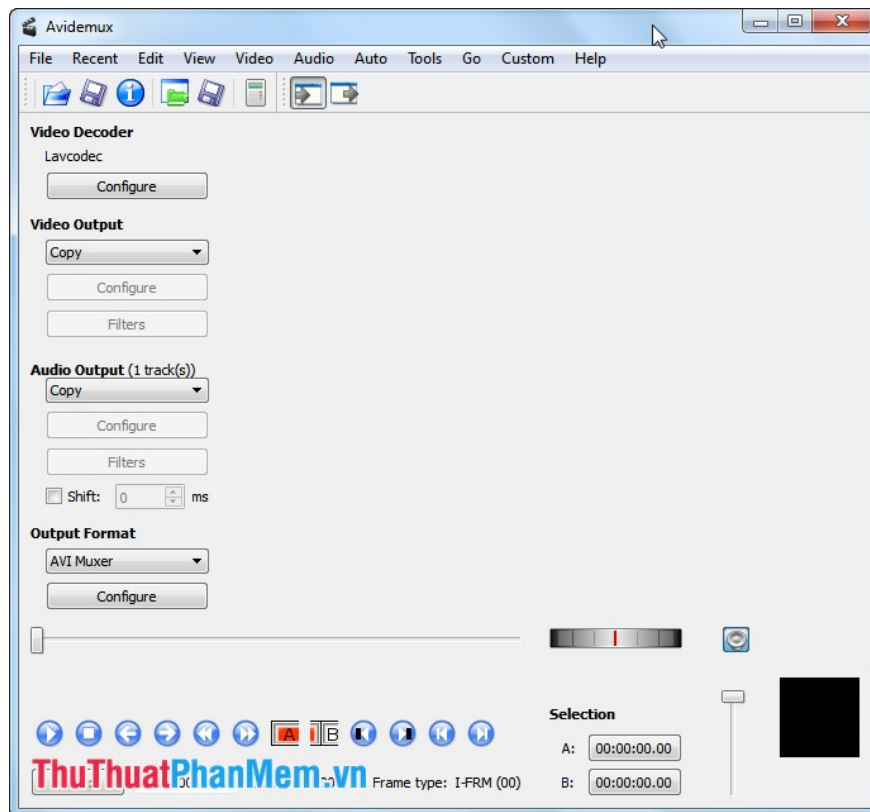 Avidemux
File Recent Edit View Video Audio Auto Tools Go Custom Help
Video Decoder
Lavcodec
Configure
Video Output
Copy
Configure
Filters
Audio Output (1 track(s))
Copy
Configure
Filters
Shift: 0 ms
Output Format
AVI Muxer
Configure
A B
Selection
A: 00:00:00.00
ThuThuatPhanMem.vn
Frame type: I-FRM (00)
B: 00:00:00.00